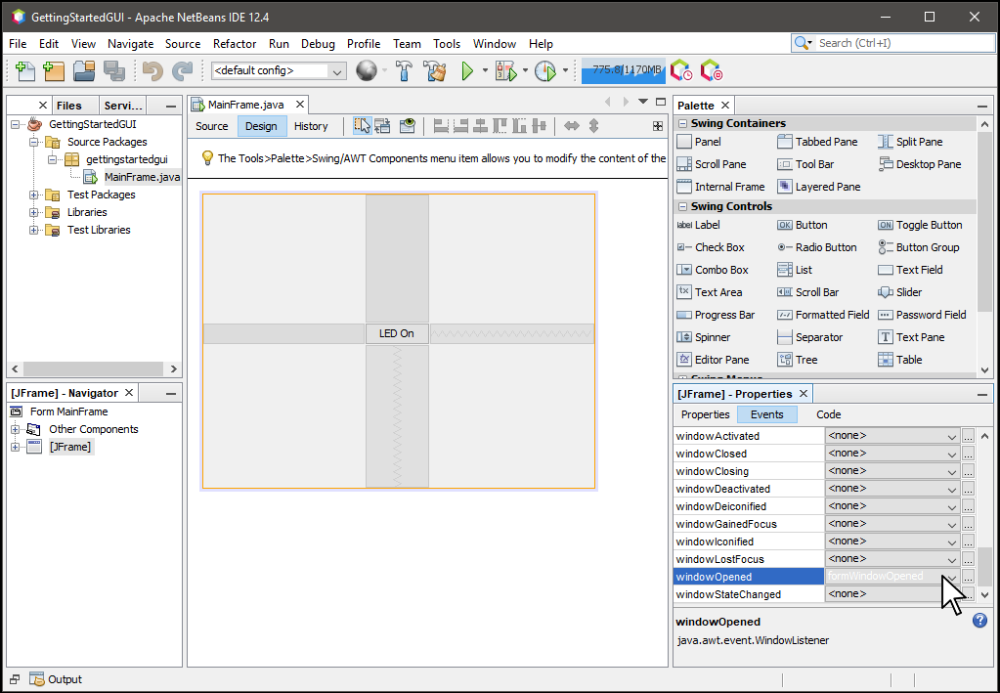 GettingStartedGUI - Apache NetBeans IDE 12.4
File Edit View Navigate Source Refactor Run Debug Profile Team Tools Window Help
Search (Ctrl+I)
<default config>
775.8/1170MB
Files Servi...
GettingStartedGUI
Source Packages
gettingstartedgui
MainFrame.java
Test Packages
Libraries
Test Libraries
[JFrame] - Navigator
Form MainFrame
Other Components
[JFrame]
MainFrame.java
Source Design History
The Tools>Palette>Swing/AWT Components menu item allows you to modify the content of the
LED On
Palette
Swing Containers
Panel Tabbed Pane Split Pane
Scroll Pane Tool Bar Desktop Pane
Internal Frame Layered Pane
Swing Controls
label Label OK Button ON Toggle Button
Check Box Radio Button Button Group
Combo Box List Text Field
Text Area Scroll Bar Slider
Progress Bar Formatted Field Password Field
Spinner Separator Text Pane
Editor Pane Tree Table
Swing Menus
[JFrame] - Properties
Properties Events Code
windowActivated <none> ...
windowClosed <none> ...
windowClosing <none> ...
windowDeactivated <none> ...
windowDeiconified <none> ...
windowGainedFocus <none> ...
windowIconified <none> ...
windowLostFocus <none> ...
windowOpened formWindowOpened ...
windowStateChanged <none> ...
windowOpened
java.awt.event.WindowListener
Output